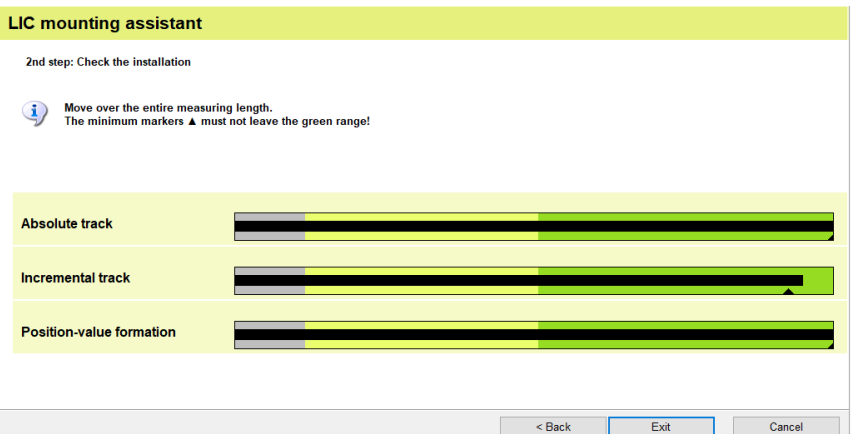 LIC mounting assistant
2nd step: Check the installation
Move over the entire measuring length.
The minimum markers ▲ must not leave the green range!
Absolute track
Incremental track
Position-value formation
< Back
Exit
Cancel